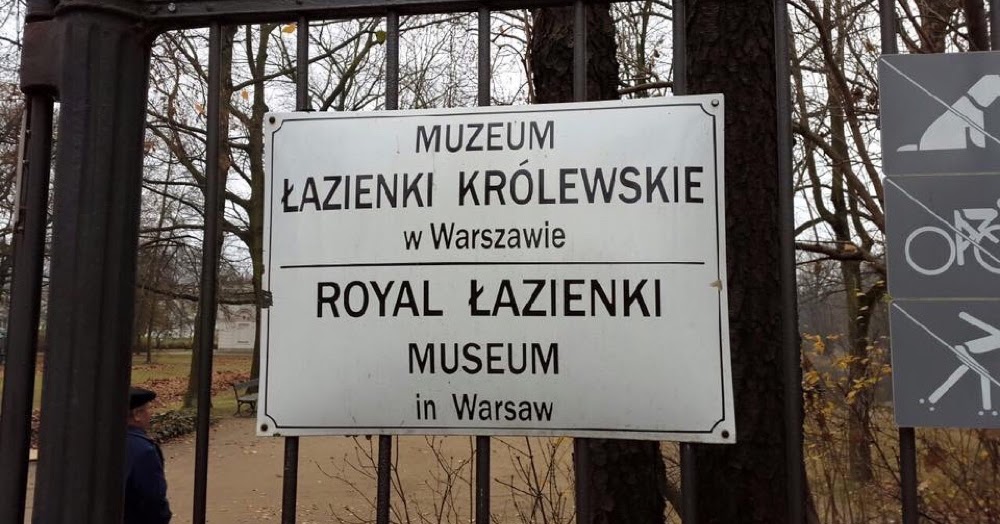 MUZEUM
ŁAZIENKI KRÓLEWSKIE
w Warszawie
ROYAL ŁAZIENKI
MUSEUM
in Warsaw